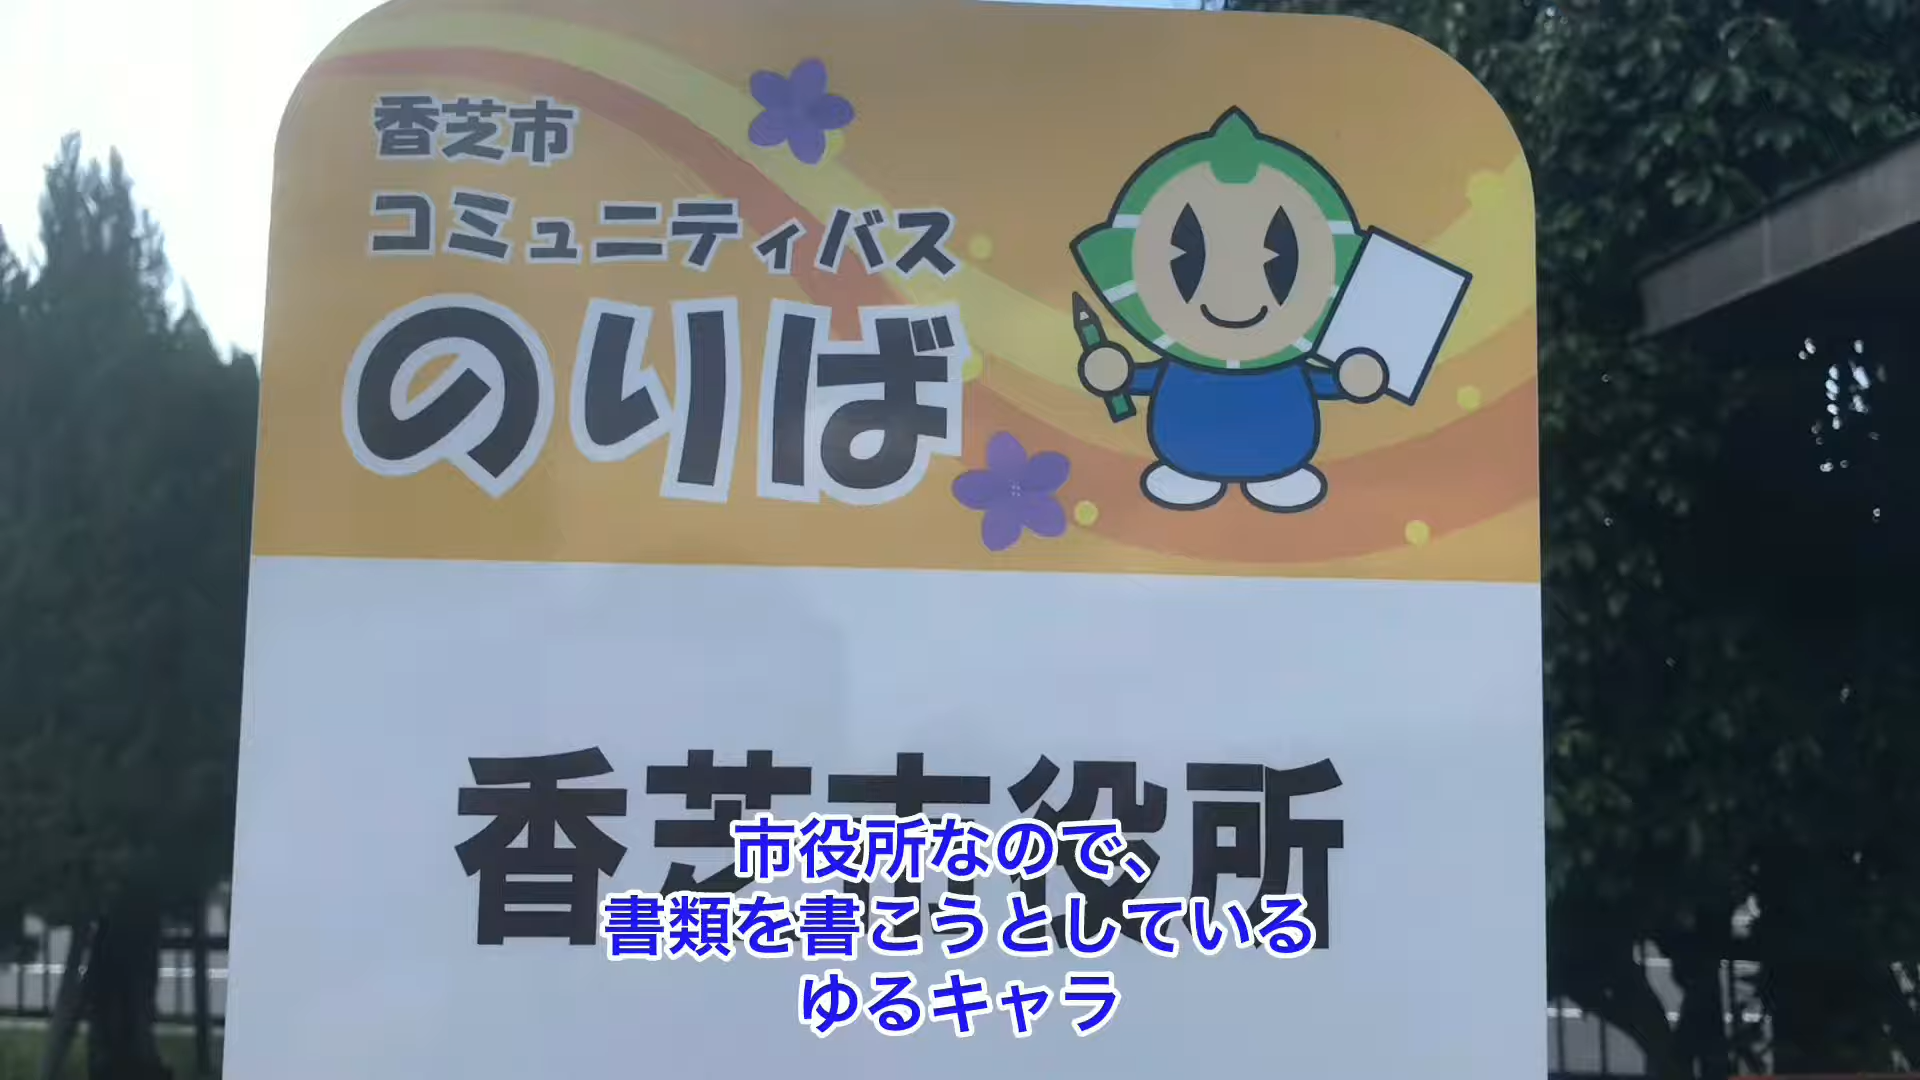 香芝市
コミュニティバス
のりば
香芝市役所
市役所なので、
書類を書こうとしている
ゆるキャラ